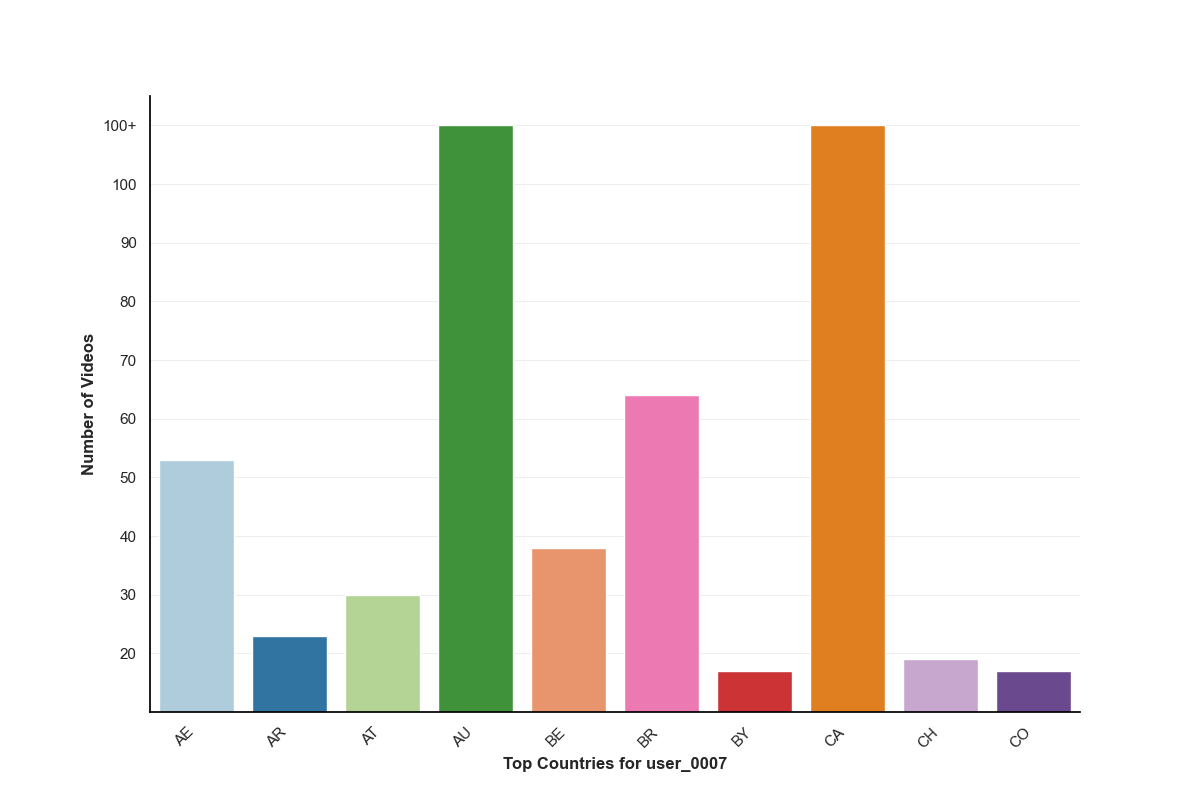 100+
100
90
80
70
60
50
40
30
20
Number of Videos
AE
AR
AT
AU
BE
BR
BY
CA
CH
CO
Top Countries for user_0007